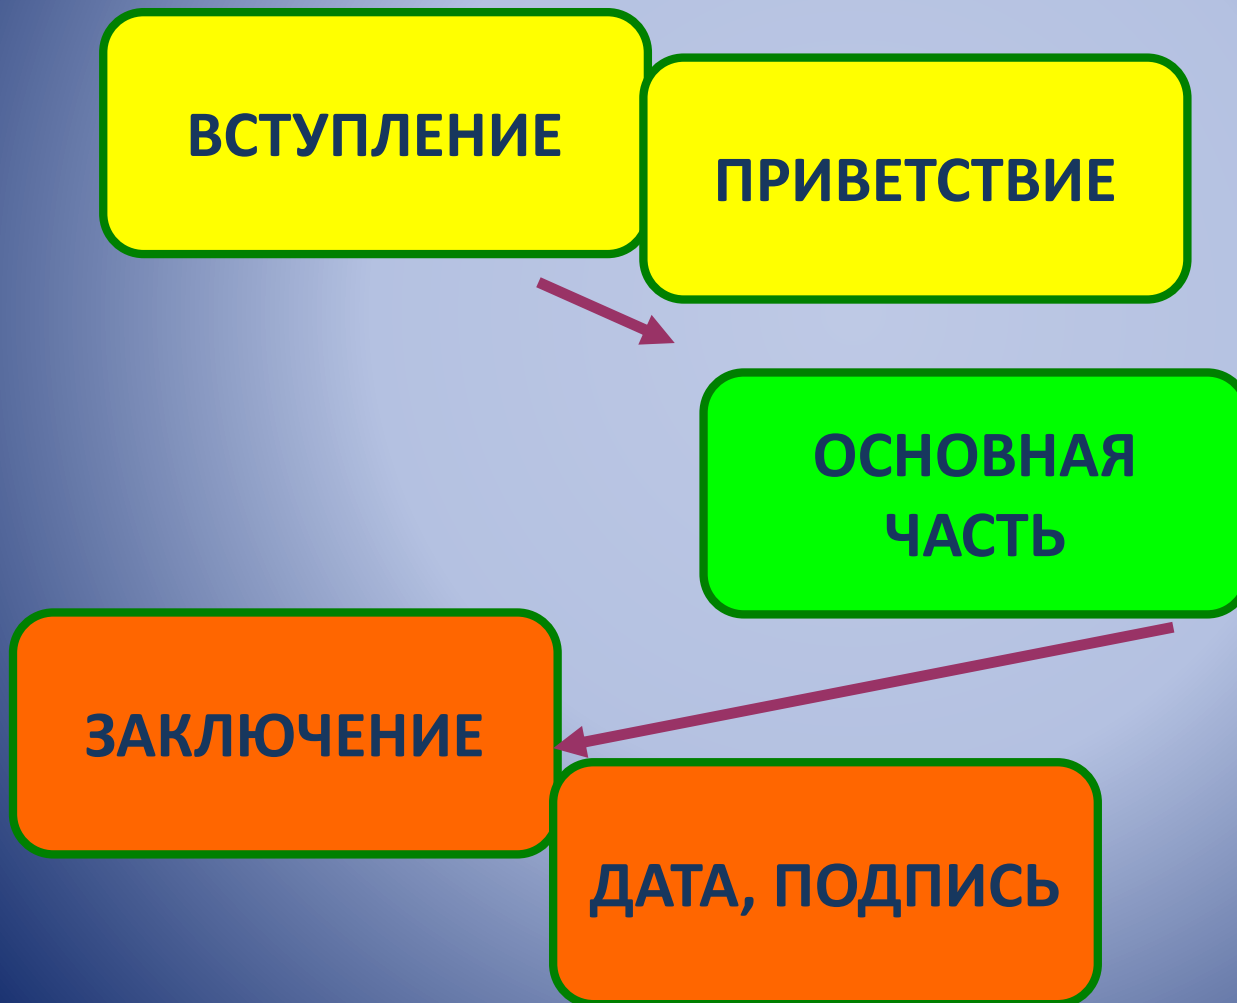 ВСТУПЛЕНИЕ
ПРИВЕТСТВИЕ
ОСНОВНАЯ
ЧАСТЬ
ЗАКЛЮЧЕНИЕ
ДАТА, ПОДПИСЬ